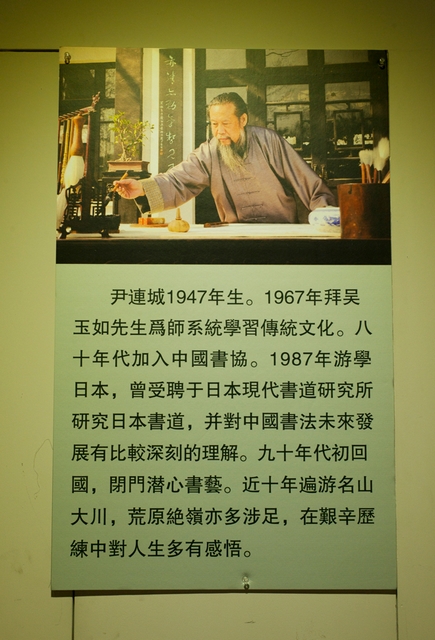 尹連城1947年生。1967年拜吴
玉如先生爲師系統學習傳統文化。八
十年代加入中國書協。1987年游學
日本，曾受聘于日本現代書道研究所
研究日本書道，并對中國書法未來發
展有比較深刻的理解。九十年代初回
國，閉門潜心書藝。近十年遍游名山
大川，荒原絶嶺亦多涉足，在艱辛歷
練中對人生多有感悟。